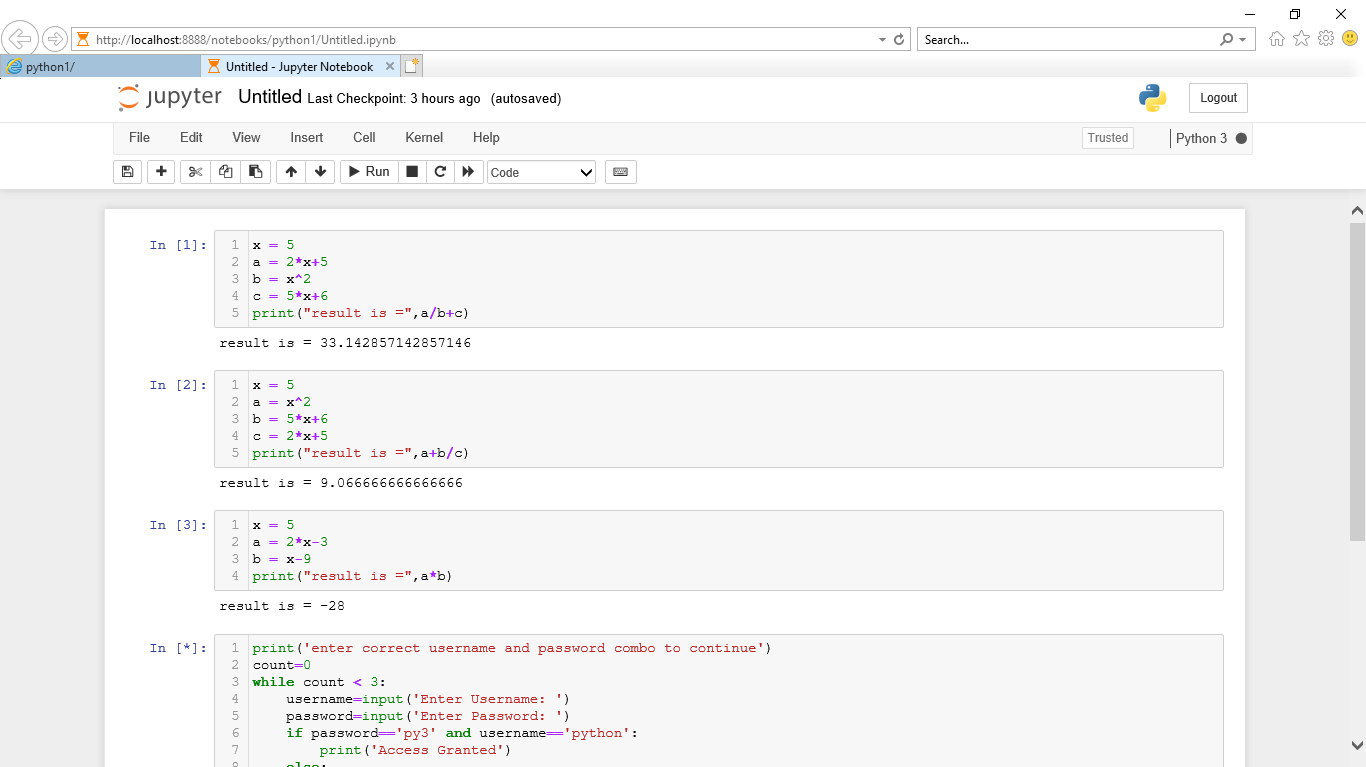 http://localhost:8888/notebooks/python1/Untitled.ipynb Search...
python1/ Untitled - Jupyter Notebook
jupyter Untitled Last Checkpoint: 3 hours ago (autosaved) Logout
File Edit View Insert Cell Kernel Help Trusted Python 3
Run Code
In [1]: 1 x = 5
2 a = 2*x+5
3 b = x^2
4 c = 5*x+6
5 print("result is =",a/b+c)
result is = 33.142857142857146
In [2]: 1 x = 5
2 a = x^2
3 b = 5*x+6
4 c = 2*x+5
5 print("result is =",a+b/c)
result is = 9.066666666666666
In [3]: 1 x = 5
2 a = 2*x-3
3 b = x-9
4 print("result is =",a*b)
result is = -28
In [*]: 1 print('enter correct username and password combo to continue')
2 count=0
3 while count < 3:
4     username=input('Enter Username: ')
5     password=input('Enter Password: ')
6     if password=='py3' and username=='python':
7         print('Access Granted')
8     else: